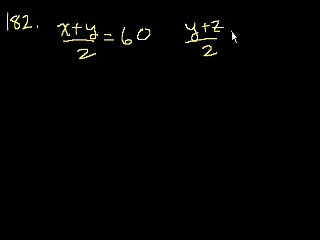 182. (x+y)/2 = 60 (y+z)/2